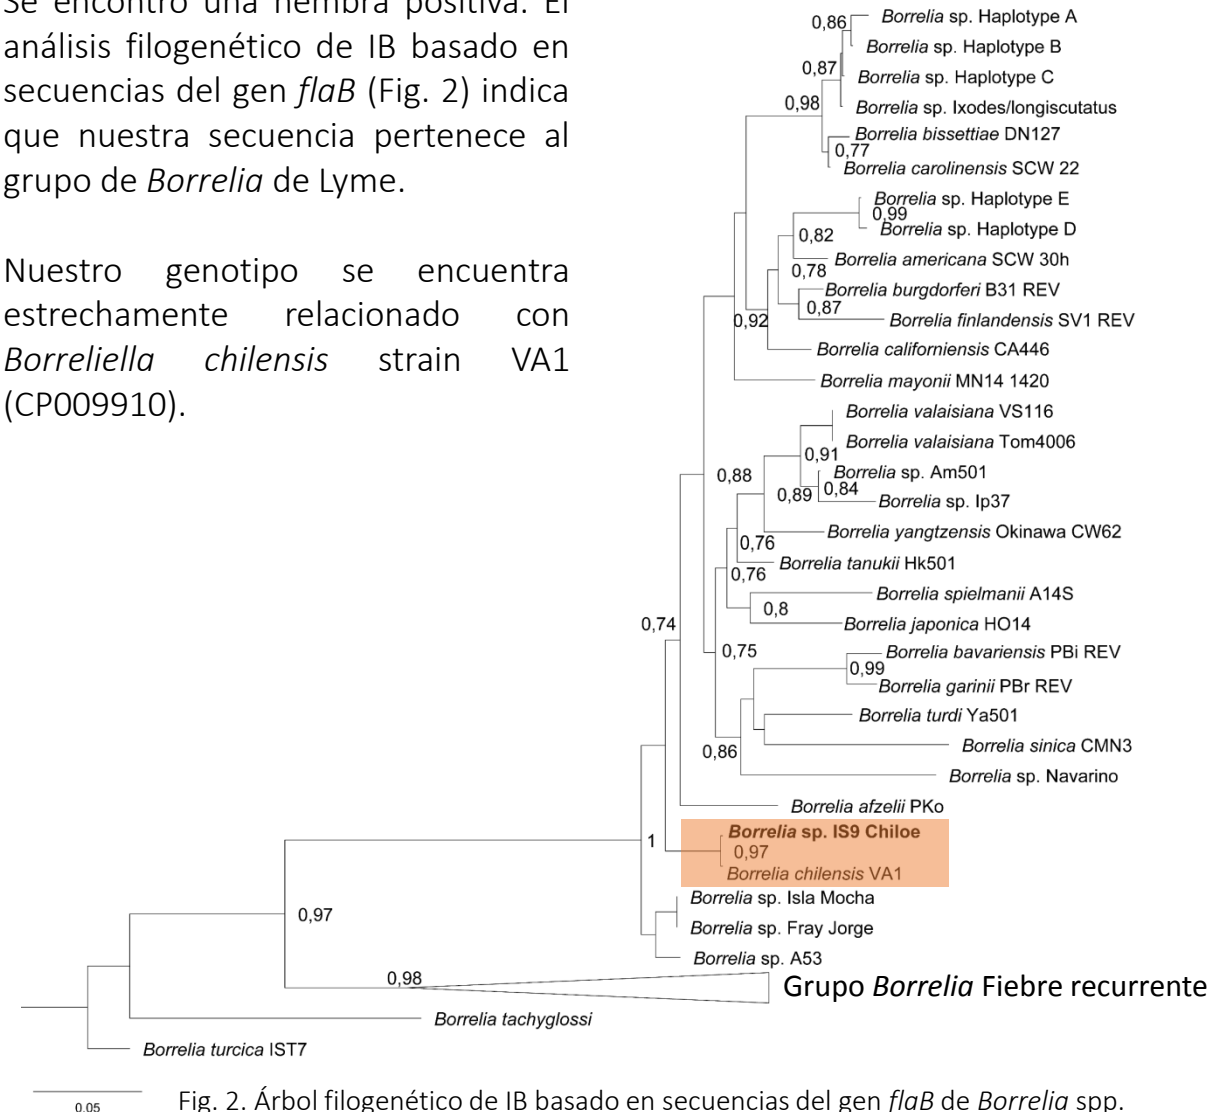 Se encontró una hembra positiva. El
análisis filogenético de IB basado en
secuencias del gen flaB (Fig. 2) indica
que nuestra secuencia pertenece al
grupo de Borrelia de Lyme.
Nuestro genotipo se encuentra
estrechamente relacionado con
Borreliella chilensis strain VA1
(CP009910).
0,86
Borrelia sp. Haplotype A
Borrelia sp. Haplotype B
0,87
Borrelia sp. Haplotype C
0,98
Borrelia sp. Ixodes/longiscutatus
Borrelia bissettiae DN127
0,77
Borrelia carolinensis SCW 22
Borrelia sp. Haplotype E
0,99
Borrelia sp. Haplotype D
0,82
Borrelia americana SCW 30h
0,78
Borrelia burgdorferi B31 REV
0,87
0,92
Borrelia finlandensis SV1 REV
Borrelia californiensis CA446
Borrelia mayonii MN14 1420
Borrelia valaisiana VS116
Borrelia valaisiana Tom4006
0,91
0,88
Borrelia sp. Am501
0,89
0,84
Borrelia sp. Ip37
Borrelia yangtzensis Okinawa CW62
0,76
Borrelia tanukii Hk501
0,76
Borrelia spielmanii A14S
0,8
0,74
Borrelia japonica HO14
0,75
Borrelia bavariensis PBi REV
0,99
Borrelia garinii PBr REV
Borrelia turdi Ya501
0,86
Borrelia sinica CMN3
Borrelia sp. Navarino
Borrelia afzelii PKo
Borrelia sp. IS9 Chiloe
1
0,97
Borrelia chilensis VA1
Borrelia sp. Isla Mocha
0,97
Borrelia sp. Fray Jorge
Borrelia sp. A53
0,98
Grupo Borrelia Fiebre recurrente
Borrelia tachyglossi
Borrelia turcica IST7
0.05
Fig. 2. Árbol filogenético de IB basado en secuencias del gen flaB de Borrelia spp.